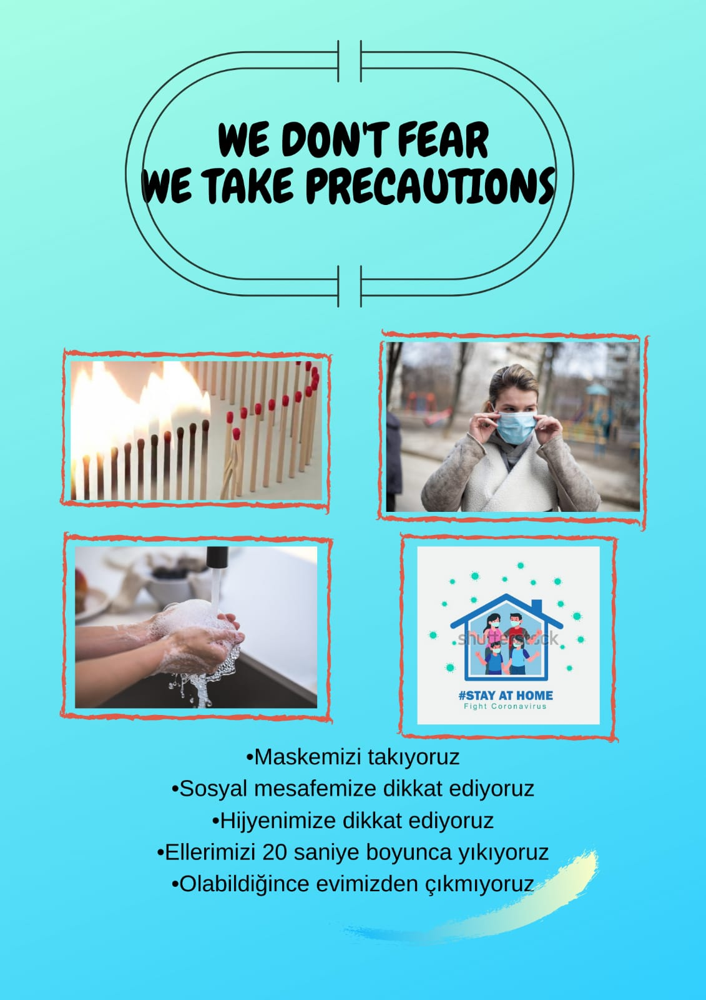 WE DON'T FEAR
WE TAKE PRECAUTIONS
shutterstock
#STAY AT HOME
Fight Coronavirus
•Maskemizi takıyoruz
•Sosyal mesafemize dikkat ediyoruz
•Hijyenimize dikkat ediyoruz
•Ellerimizi 20 saniye boyunca yıkıyoruz
•Olabildiğince evimizden çıkmıyoruz